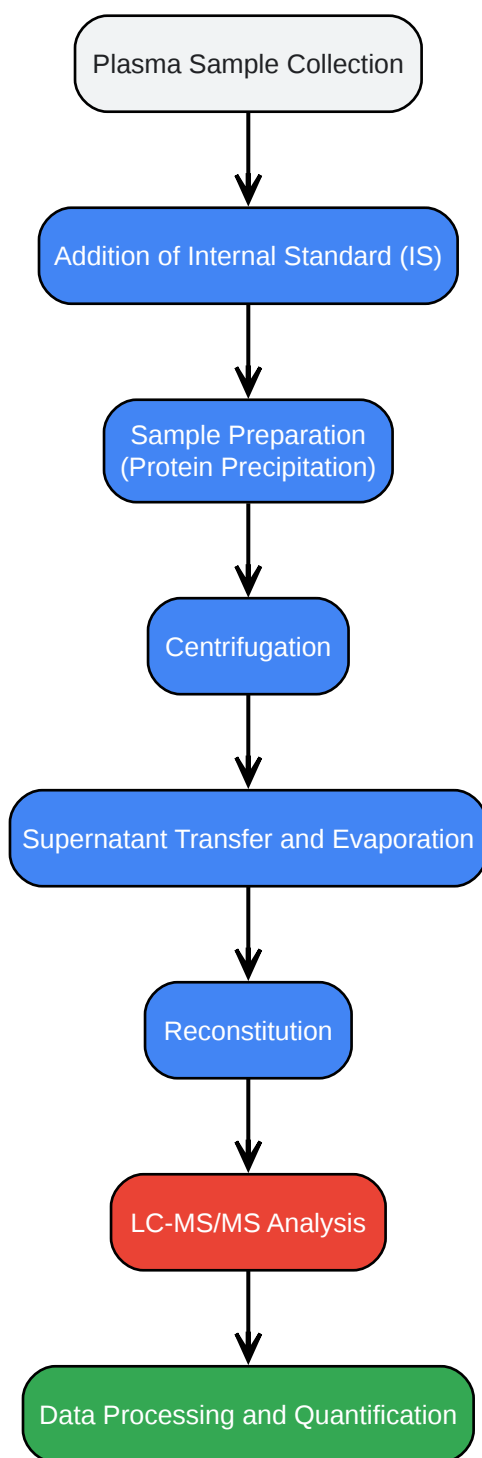 Plasma Sample Collection
Addition of Internal Standard (IS)
Sample Preparation
(Protein Precipitation)
Centrifugation
Supernatant Transfer and Evaporation
Reconstitution
LC-MS/MS Analysis
Data Processing and Quantification